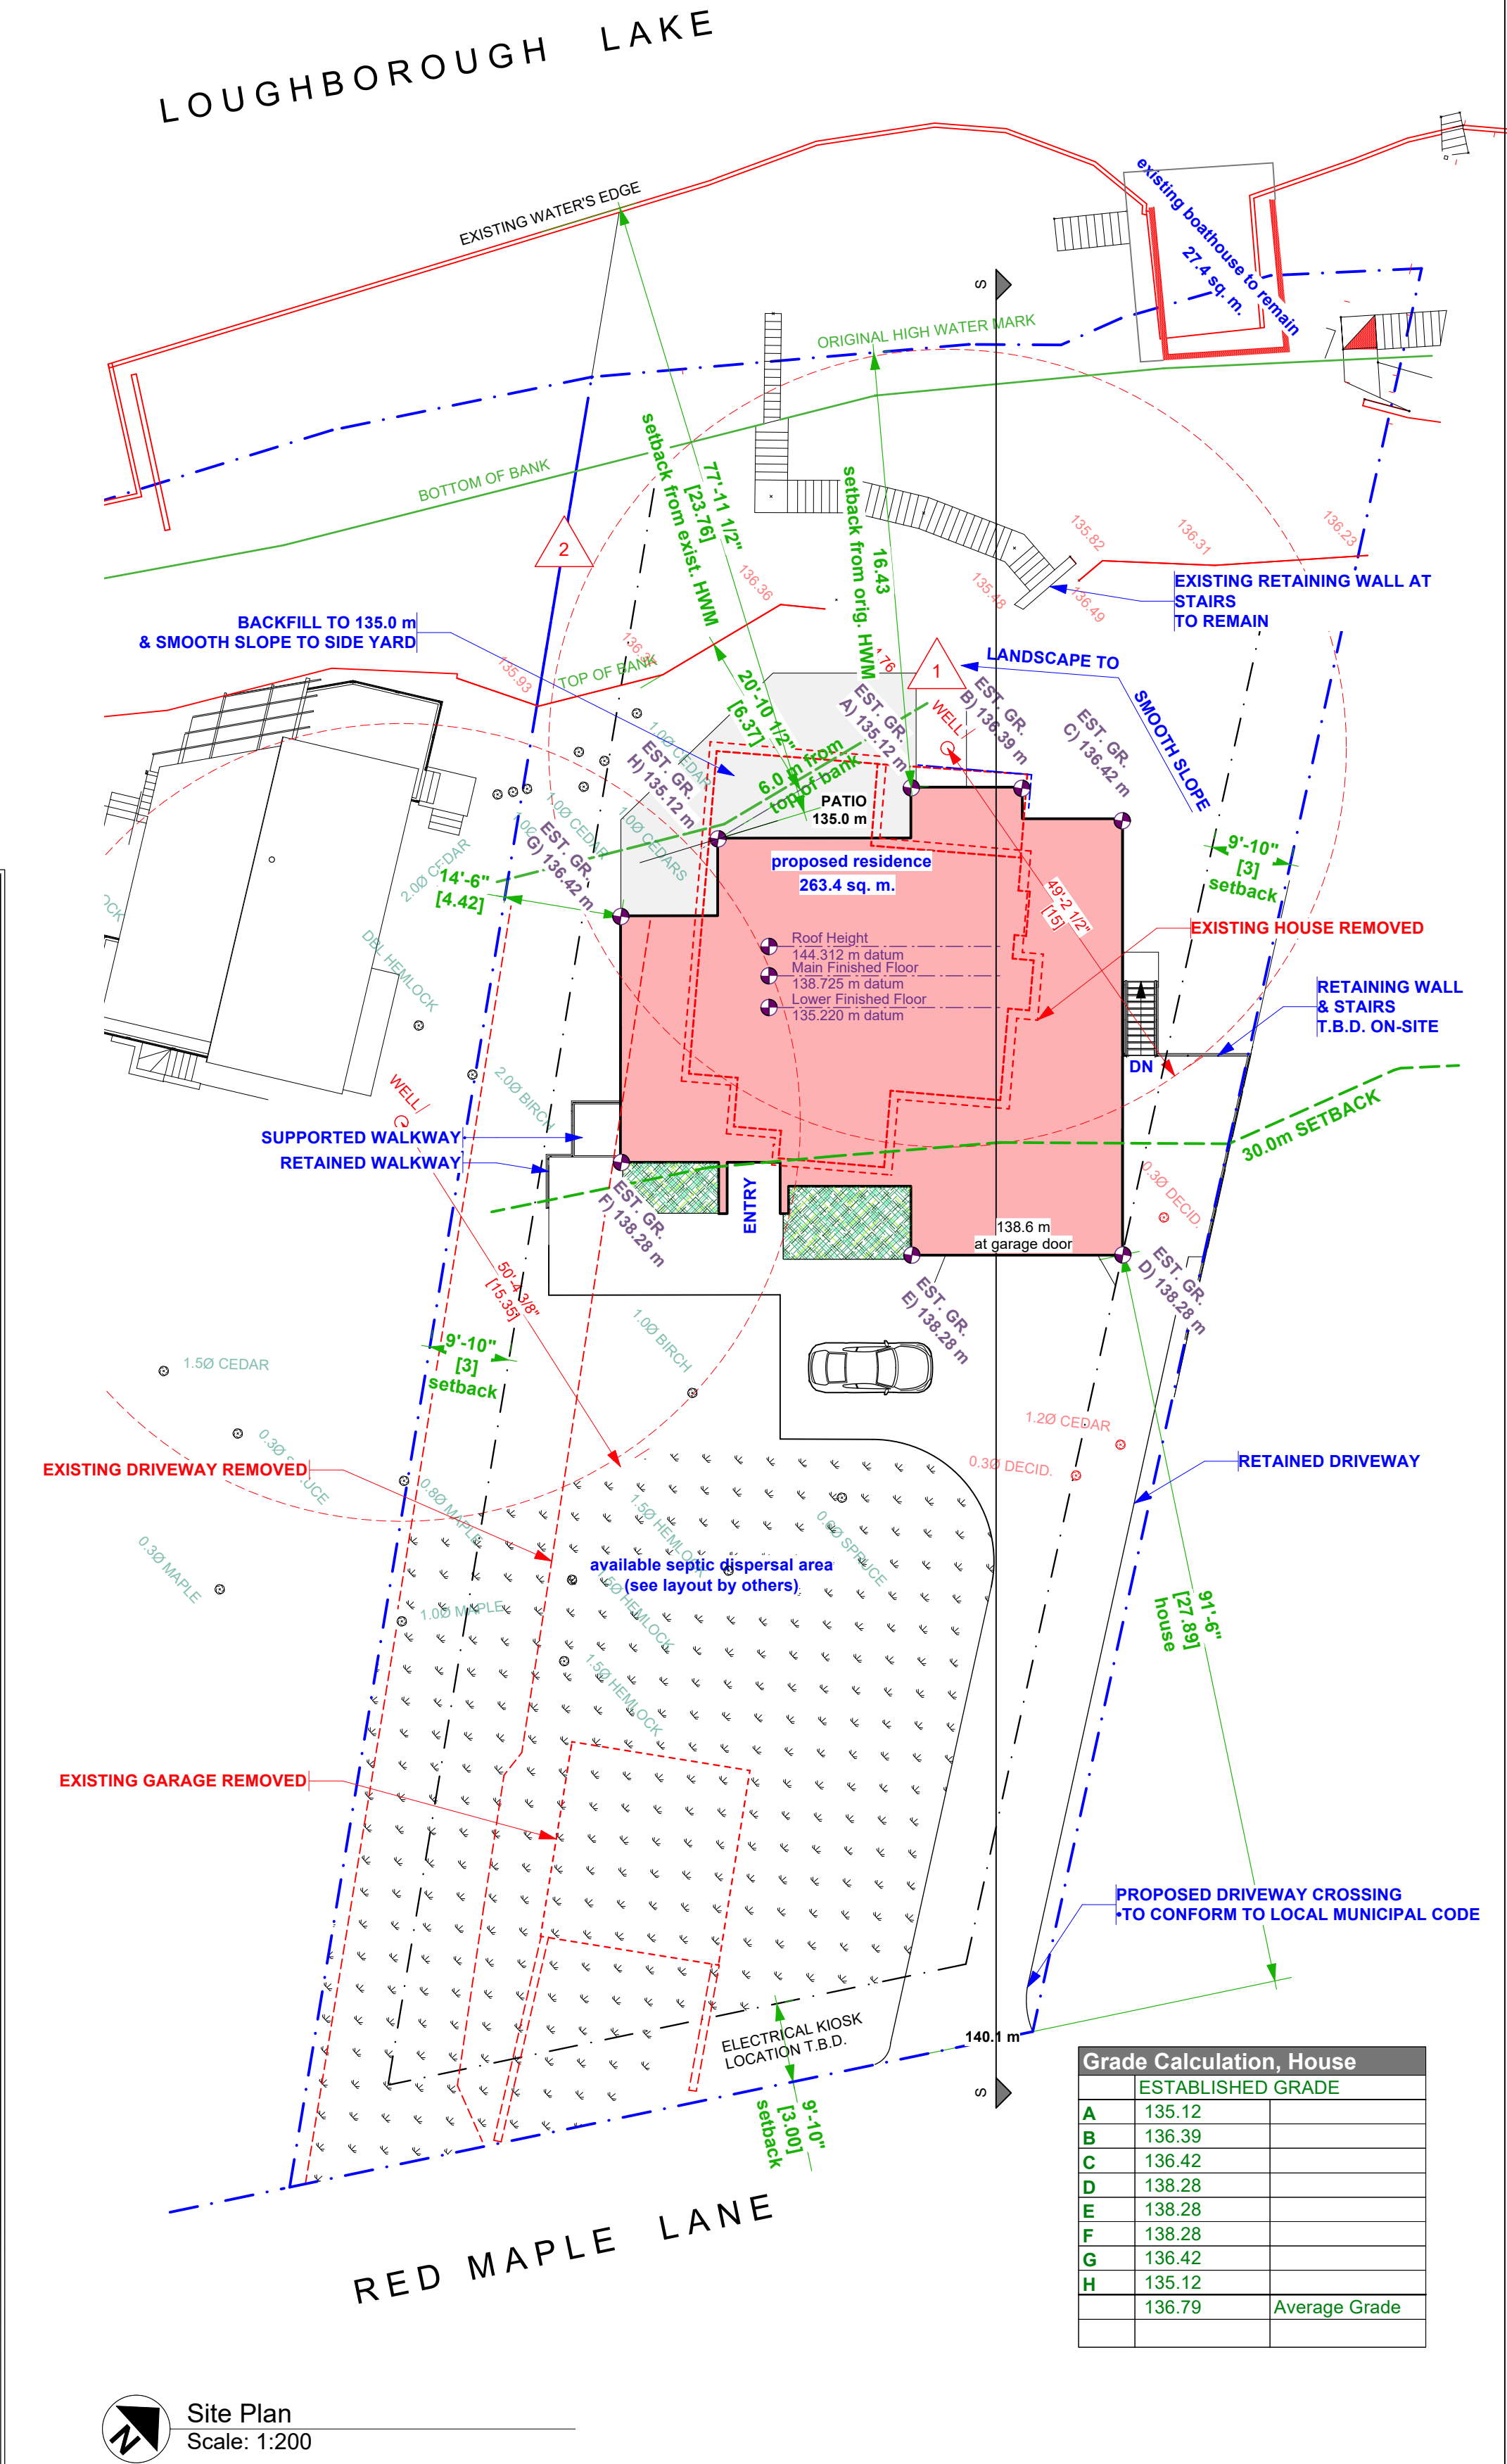 LOUGHBOROUGH LAKE
EXISTING WATER'S EDGE
existing boathouse to remain
27.4 sq. m.
S
ORIGINAL HIGH WATER MARK
BOTTOM OF BANK
77'-11 1/2"
[23.76]
setback from exist. HWM
16.43
setback from orig. HWM
2
136.36
135.82
136.31
136.23
135.48
136.49
EXISTING RETAINING WALL AT
STAIRS
TO REMAIN
BACKFILL TO 135.0 m
& SMOOTH SLOPE TO SIDE YARD
135.93
TOP OF BANK
20'-10 1/2"
[6.37]
1
LANDSCAPE TO
SMOOTH SLOPE
WELL
EST. GR.
A) 135.12 m
EST. GR.
B) 136.39 m
EST. GR.
C) 136.42 m
EST. GR.
H) 135.12 m
EST. GR.
G) 136.42 m
1.0Ø CEDAR
1.0Ø CEDAR
1.0Ø CEDARS
2.0Ø CEDAR
6.0 m from
top of bank
PATIO
135.0 m
14'-6"
[4.42]
9'-10"
[3]
setback
proposed residence
263.4 sq. m.
49'-2 1/2"
[15]
EXISTING HOUSE REMOVED
DBL HEMLOCK
Roof Height
144.312 m datum
Main Finished Floor
138.725 m datum
Lower Finished Floor
135.220 m datum
RETAINING WALL
& STAIRS
T.B.D. ON-SITE
DN
WELL
2.0Ø BIRCH
SUPPORTED WALKWAY
RETAINED WALKWAY
30.0m SETBACK
0.3Ø DECID.
ENTRY
EST. GR.
F) 138.28 m
138.6 m
at garage door
EST. GR.
E) 138.28 m
EST. GR.
D) 138.28 m
50'-4 3/8"
[15.35]
9'-10"
[3]
setback
1.0Ø BIRCH
1.5Ø CEDAR
0.3Ø SPRUCE
1.2Ø CEDAR
0.3Ø DECID.
EXISTING DRIVEWAY REMOVED
RETAINED DRIVEWAY
0.8Ø MAPLE
1.5Ø HEMLOCK
SPRUCE
0.3Ø MAPLE
available septic dispersal area
(see layout by others)
1.5Ø HEMLOCK
1.0Ø MAPLE
1.5Ø HEMLOCK
91'-6"
[27.89]
house
EXISTING GARAGE REMOVED
PROPOSED DRIVEWAY CROSSING
•TO CONFORM TO LOCAL MUNICIPAL CODE
ELECTRICAL KIOSK
LOCATION T.B.D.
140.1 m
S
9'-10"
[3.00]
setback
RED MAPLE LANE
Grade Calculation, House
ESTABLISHED GRADE
A 135.12
B 136.39
C 136.42
D 138.28
E 138.28
F 138.28
G 136.42
H 135.12
136.79 Average Grade
N
Site Plan
Scale: 1:200